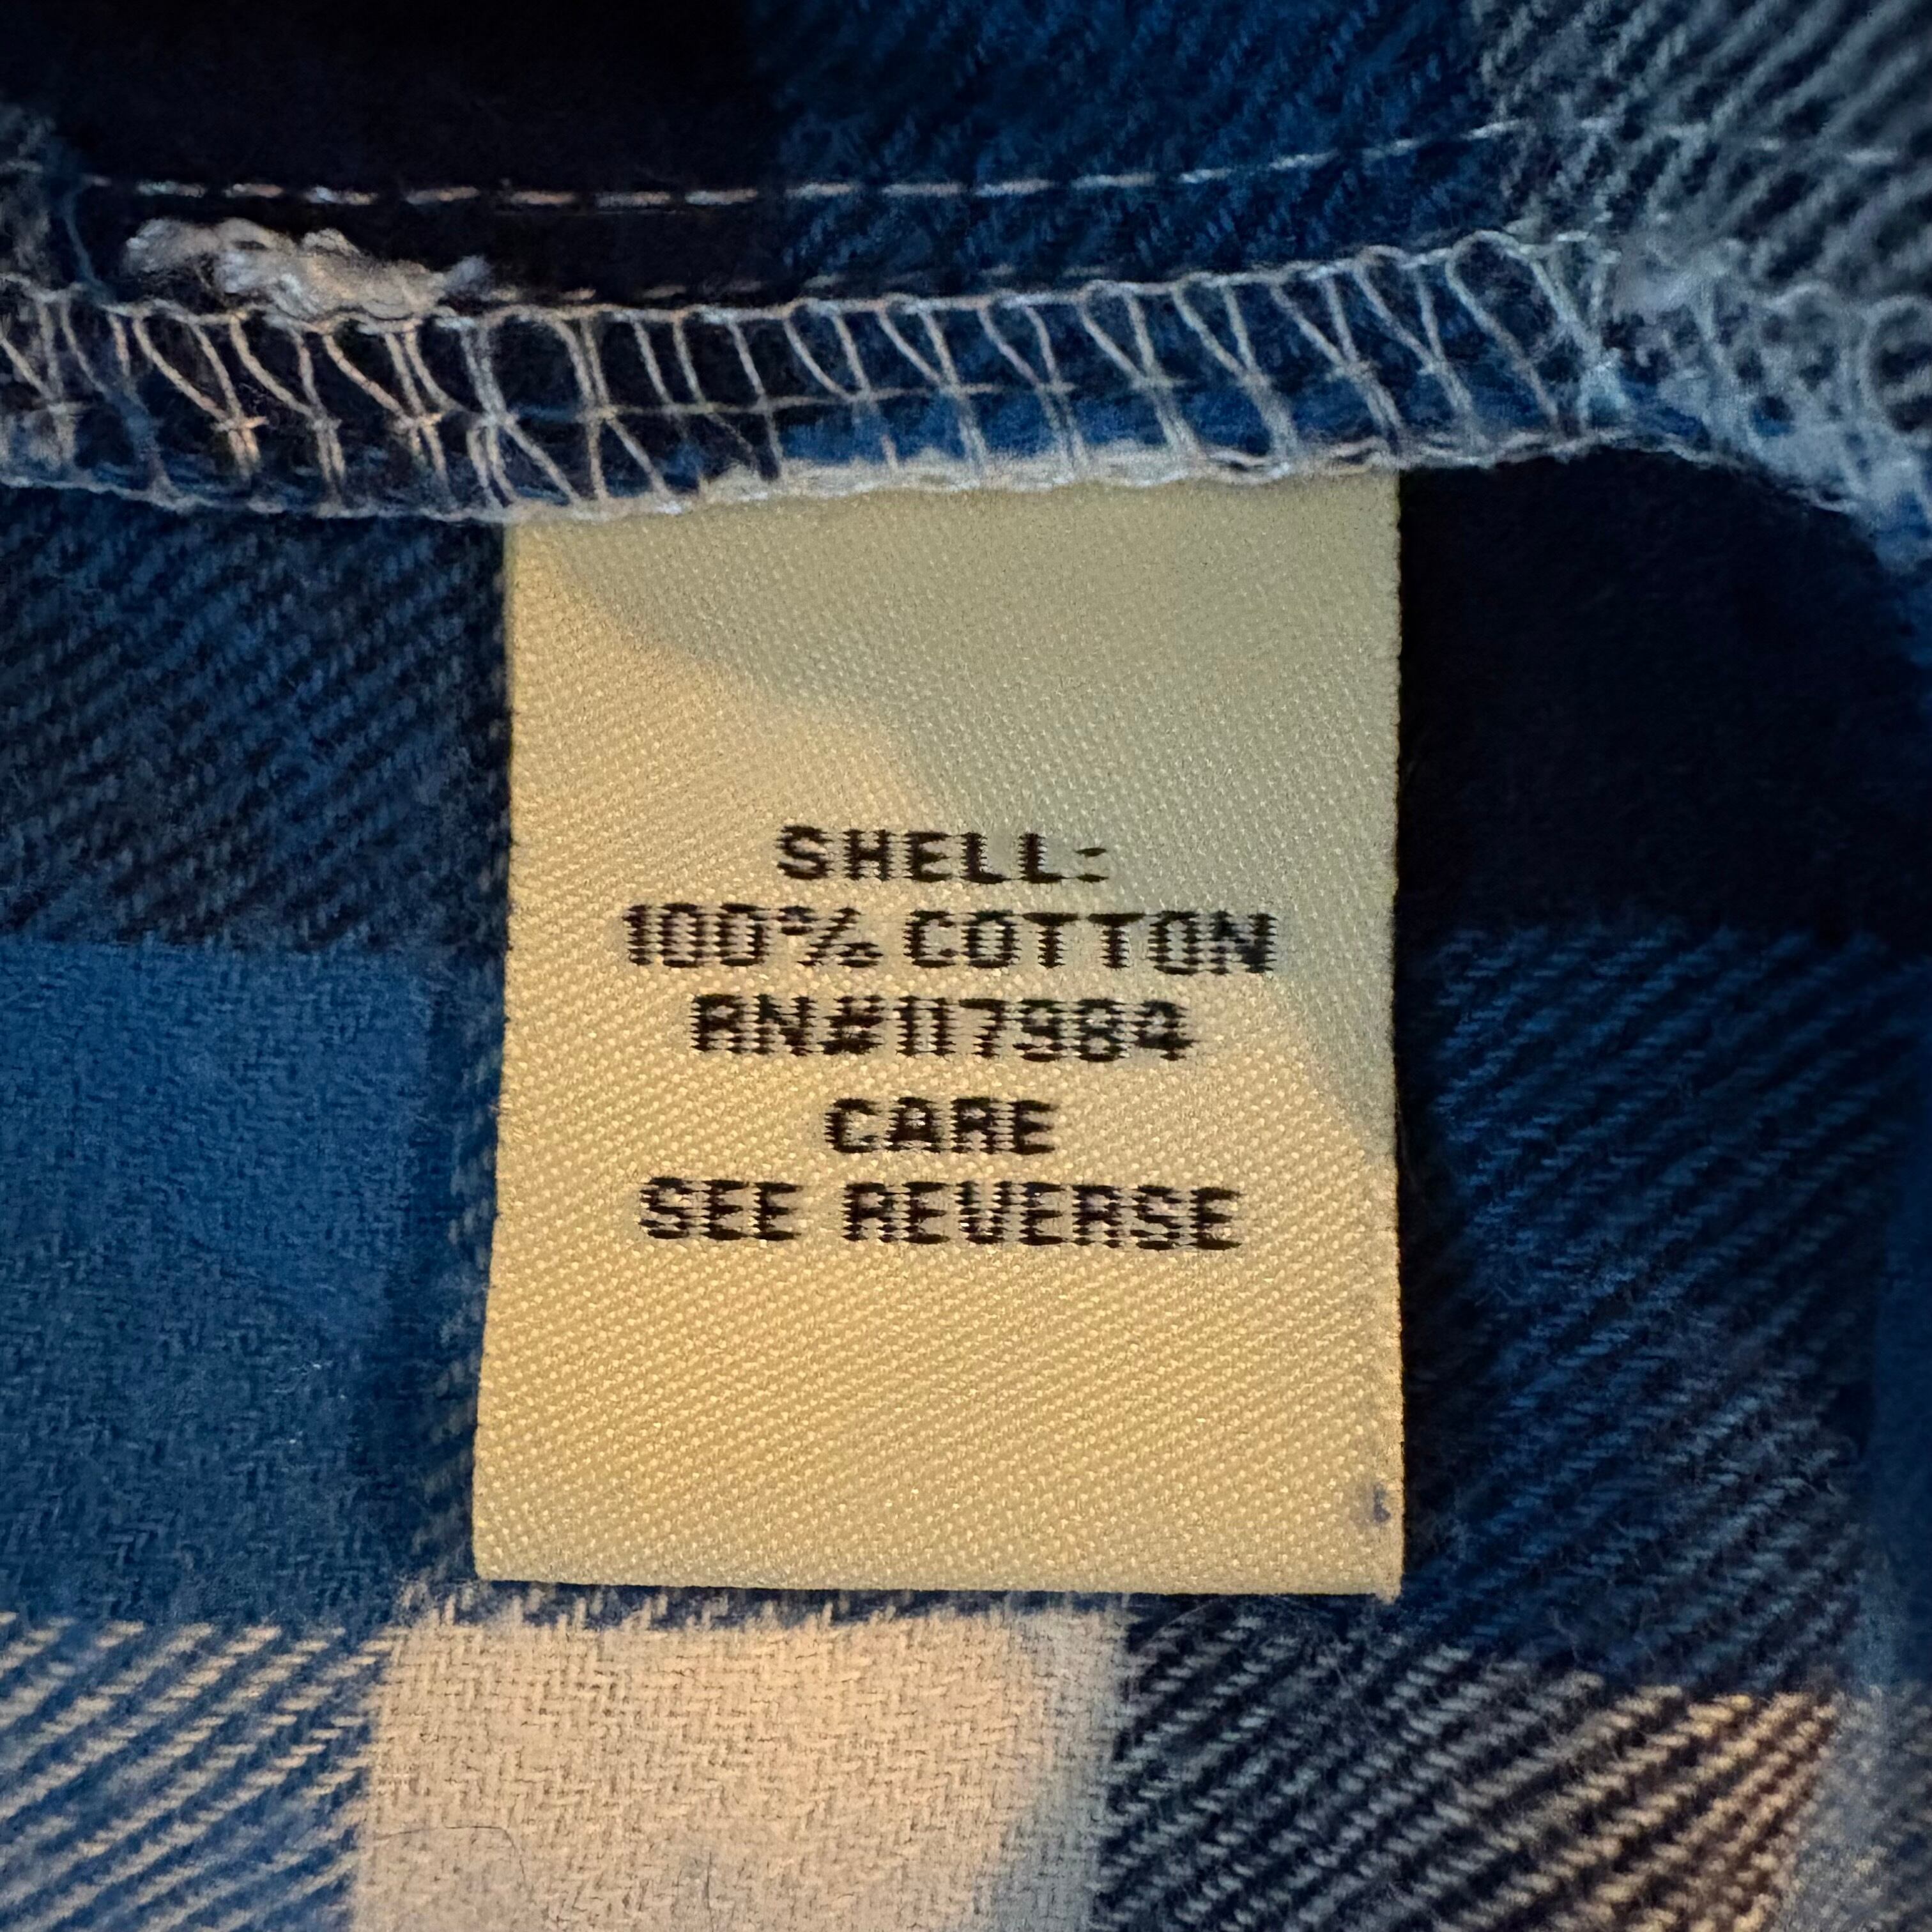 SHELL:
100% COTTON
RN#117984
CARE
SEE REVERSE